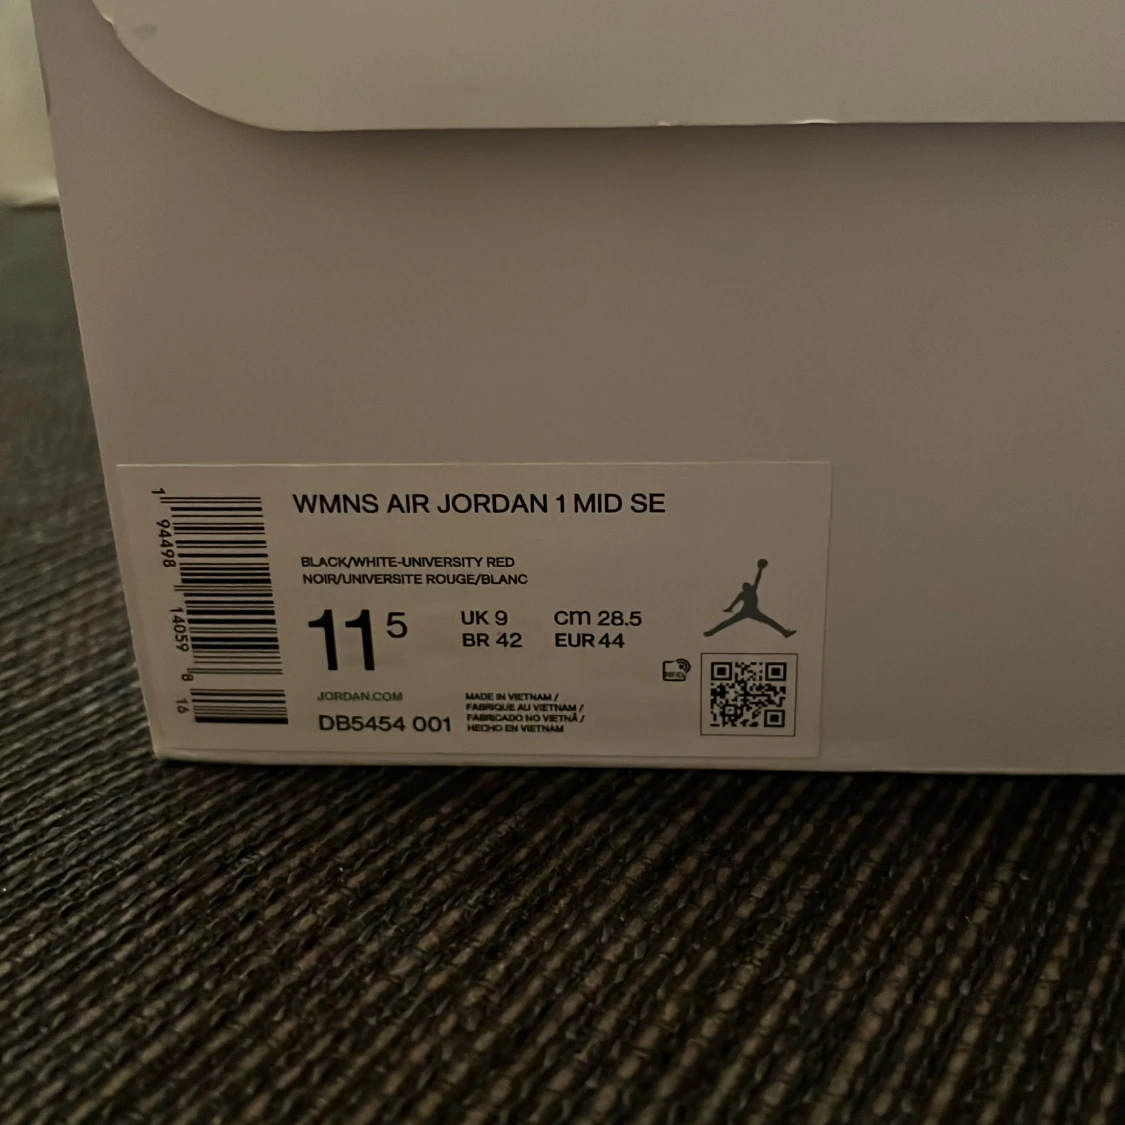 WMNS AIR JORDAN 1 MID SE
BLACK/WHITE-UNIVERSITY RED
NOIR/UNIVERSITE ROUGE/BLANC
11 5
UK 9 cm 28.5
BR 42 EUR 44
JORDAN.COM
DB5454 001
MADE IN VIETNAM /
FABRIQUE AU VIETNAM /
FABRICADO NO VIETNÃ /
HECHO EN VIETNAM
RFID
1 94498 14059 8 16